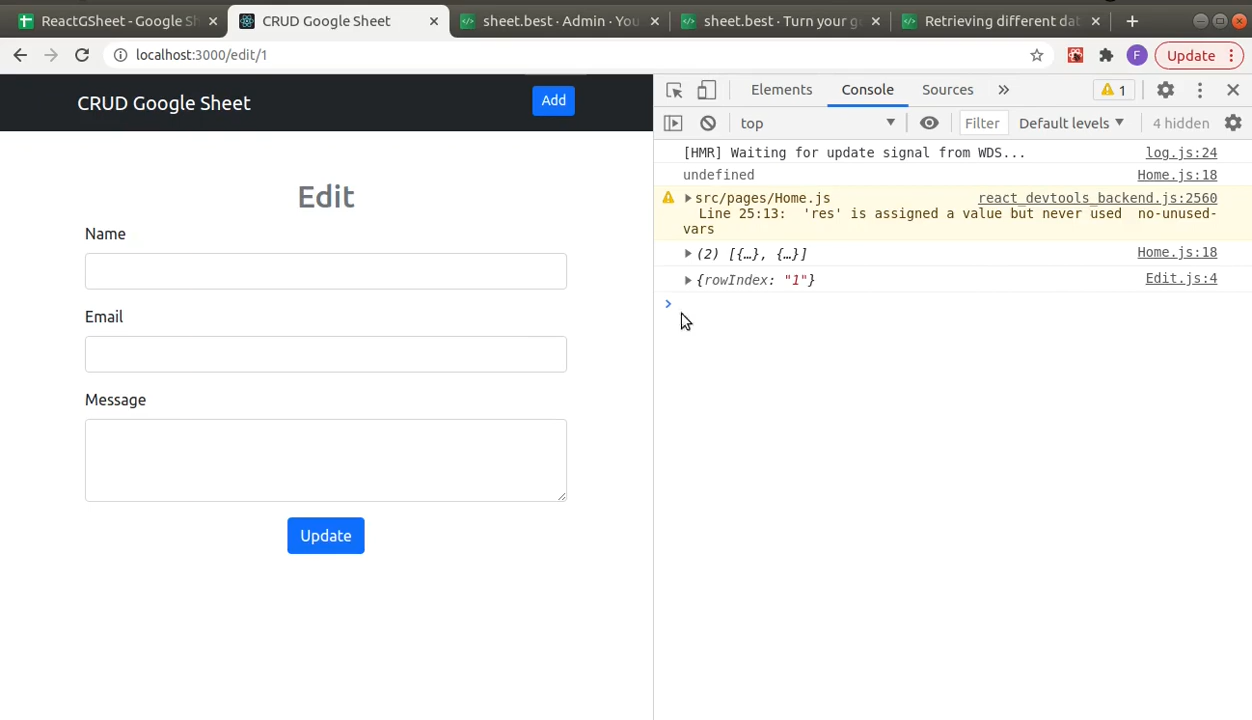 ReactGSheet - Google Sh
CRUD Google Sheet
sheet.best · Admin · You
sheet.best · Turn your go
Retrieving different dat
localhost:3000/edit/1
F
Update
CRUD Google Sheet
Add
Edit
Name
Email
Message
Update
Elements
Console
Sources
1
top
Filter
Default levels
4 hidden
[HMR] Waiting for update signal from WDS...
log.js:24
undefined
Home.js:18
src/pages/Home.js
react_devtools_backend.js:2560
Line 25:13: 'res' is assigned a value but never used no-unused-
vars
(2) [{…}, {…}]
Home.js:18
{rowIndex: "1"}
Edit.js:4